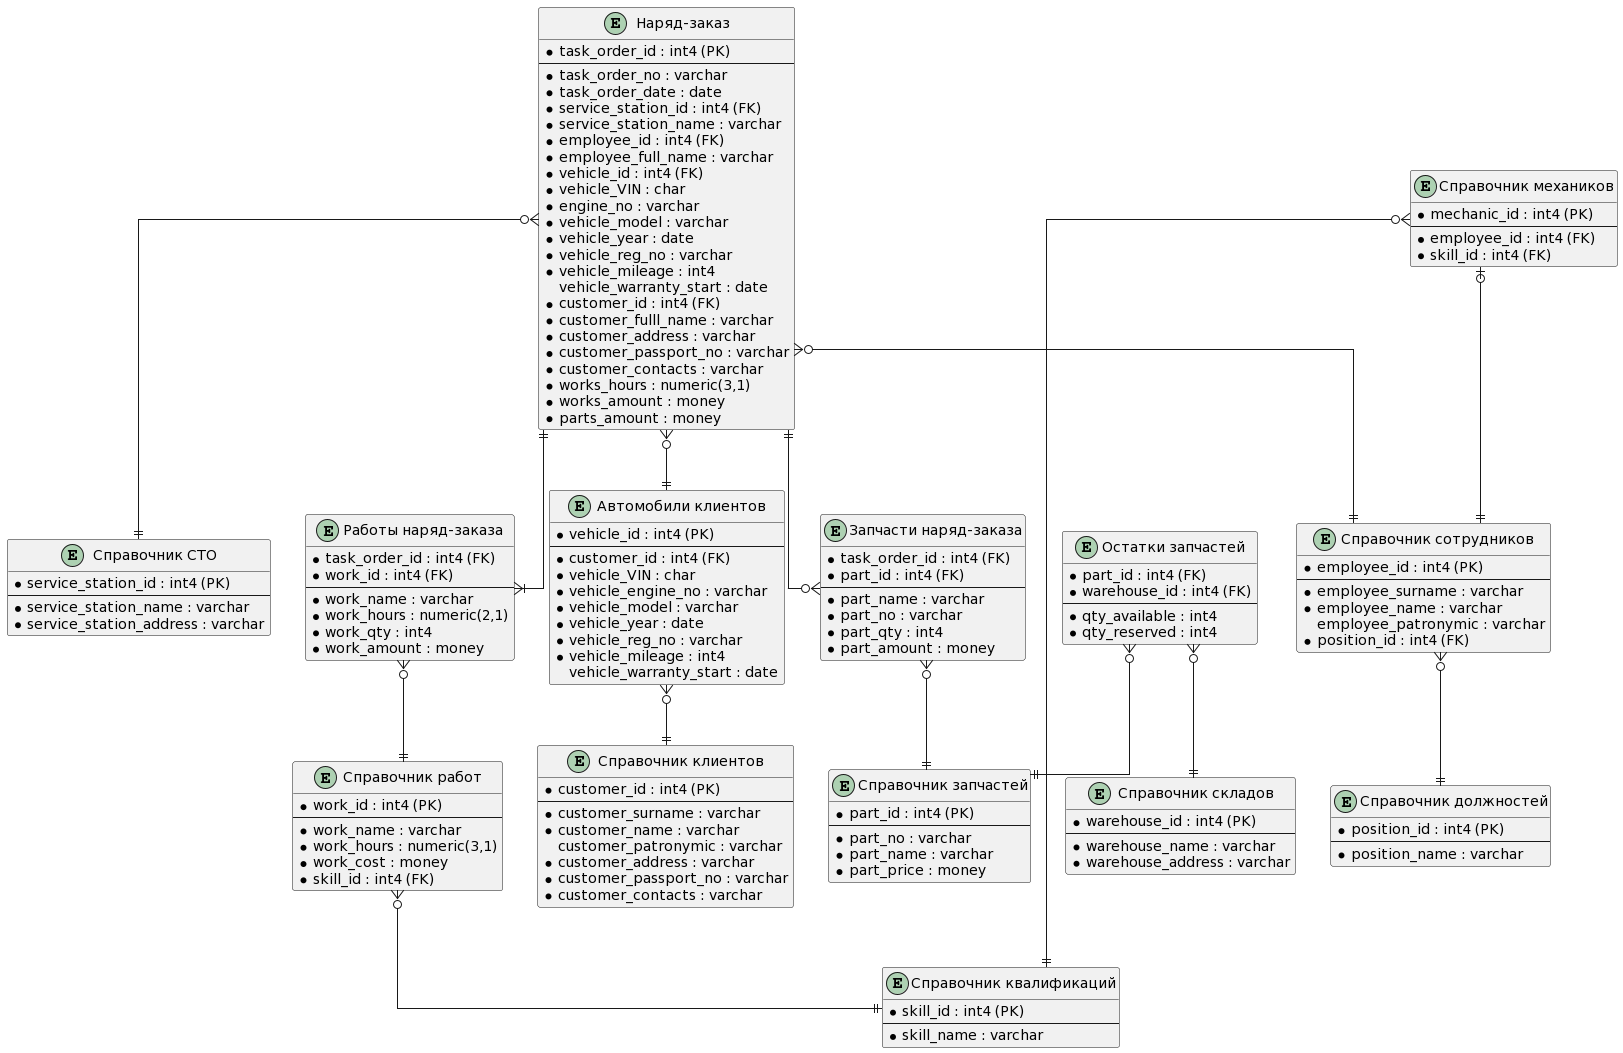 E Наряд-заказ
task_order_id : int4 (PK)
task_order_no : varchar
task_order_date : date
service_station_id : int4 (FK)
service_station_name : varchar
employee_id : int4 (FK)
employee_full_name : varchar
vehicle_id : int4 (FK)
vehicle_VIN : char
engine_no : varchar
vehicle_model : varchar
vehicle_year : date
vehicle_reg_no : varchar
vehicle_mileage : int4
vehicle_warranty_start : date
customer_id : int4 (FK)
customer_fulll_name : varchar
customer_address : varchar
customer_passport_no : varchar
customer_contacts : varchar
works_hours : numeric(3,1)
works_amount : money
parts_amount : money
E Справочник механиков
mechanic_id : int4 (PK)
employee_id : int4 (FK)
skill_id : int4 (FK)
E Справочник СТО
service_station_id : int4 (PK)
service_station_name : varchar
service_station_address : varchar
E Работы наряд-заказа
task_order_id : int4 (FK)
work_id : int4 (FK)
work_name : varchar
work_hours : numeric(2,1)
work_qty : int4
work_amount : money
E Автомобили клиентов
vehicle_id : int4 (PK)
customer_id : int4 (FK)
vehicle_VIN : char
vehicle_engine_no : varchar
vehicle_model : varchar
vehicle_year : date
vehicle_reg_no : varchar
vehicle_mileage : int4
vehicle_warranty_start : date
E Запчасти наряд-заказа
task_order_id : int4 (FK)
part_id : int4 (FK)
part_name : varchar
part_no : varchar
part_qty : int4
part_amount : money
E Остатки запчастей
part_id : int4 (FK)
warehouse_id : int4 (FK)
qty_available : int4
qty_reserved : int4
E Справочник сотрудников
employee_id : int4 (PK)
employee_surname : varchar
employee_name : varchar
employee_patronymic : varchar
position_id : int4 (FK)
E Справочник работ
work_id : int4 (PK)
work_name : varchar
work_hours : numeric(3,1)
work_cost : money
skill_id : int4 (FK)
E Справочник клиентов
customer_id : int4 (PK)
customer_surname : varchar
customer_name : varchar
customer_patronymic : varchar
customer_address : varchar
customer_passport_no : varchar
customer_contacts : varchar
E Справочник запчастей
part_id : int4 (PK)
part_no : varchar
part_name : varchar
part_price : money
E Справочник складов
warehouse_id : int4 (PK)
warehouse_name : varchar
warehouse_address : varchar
E Справочник должностей
position_id : int4 (PK)
position_name : varchar
E Справочник квалификаций
skill_id : int4 (PK)
skill_name : varchar